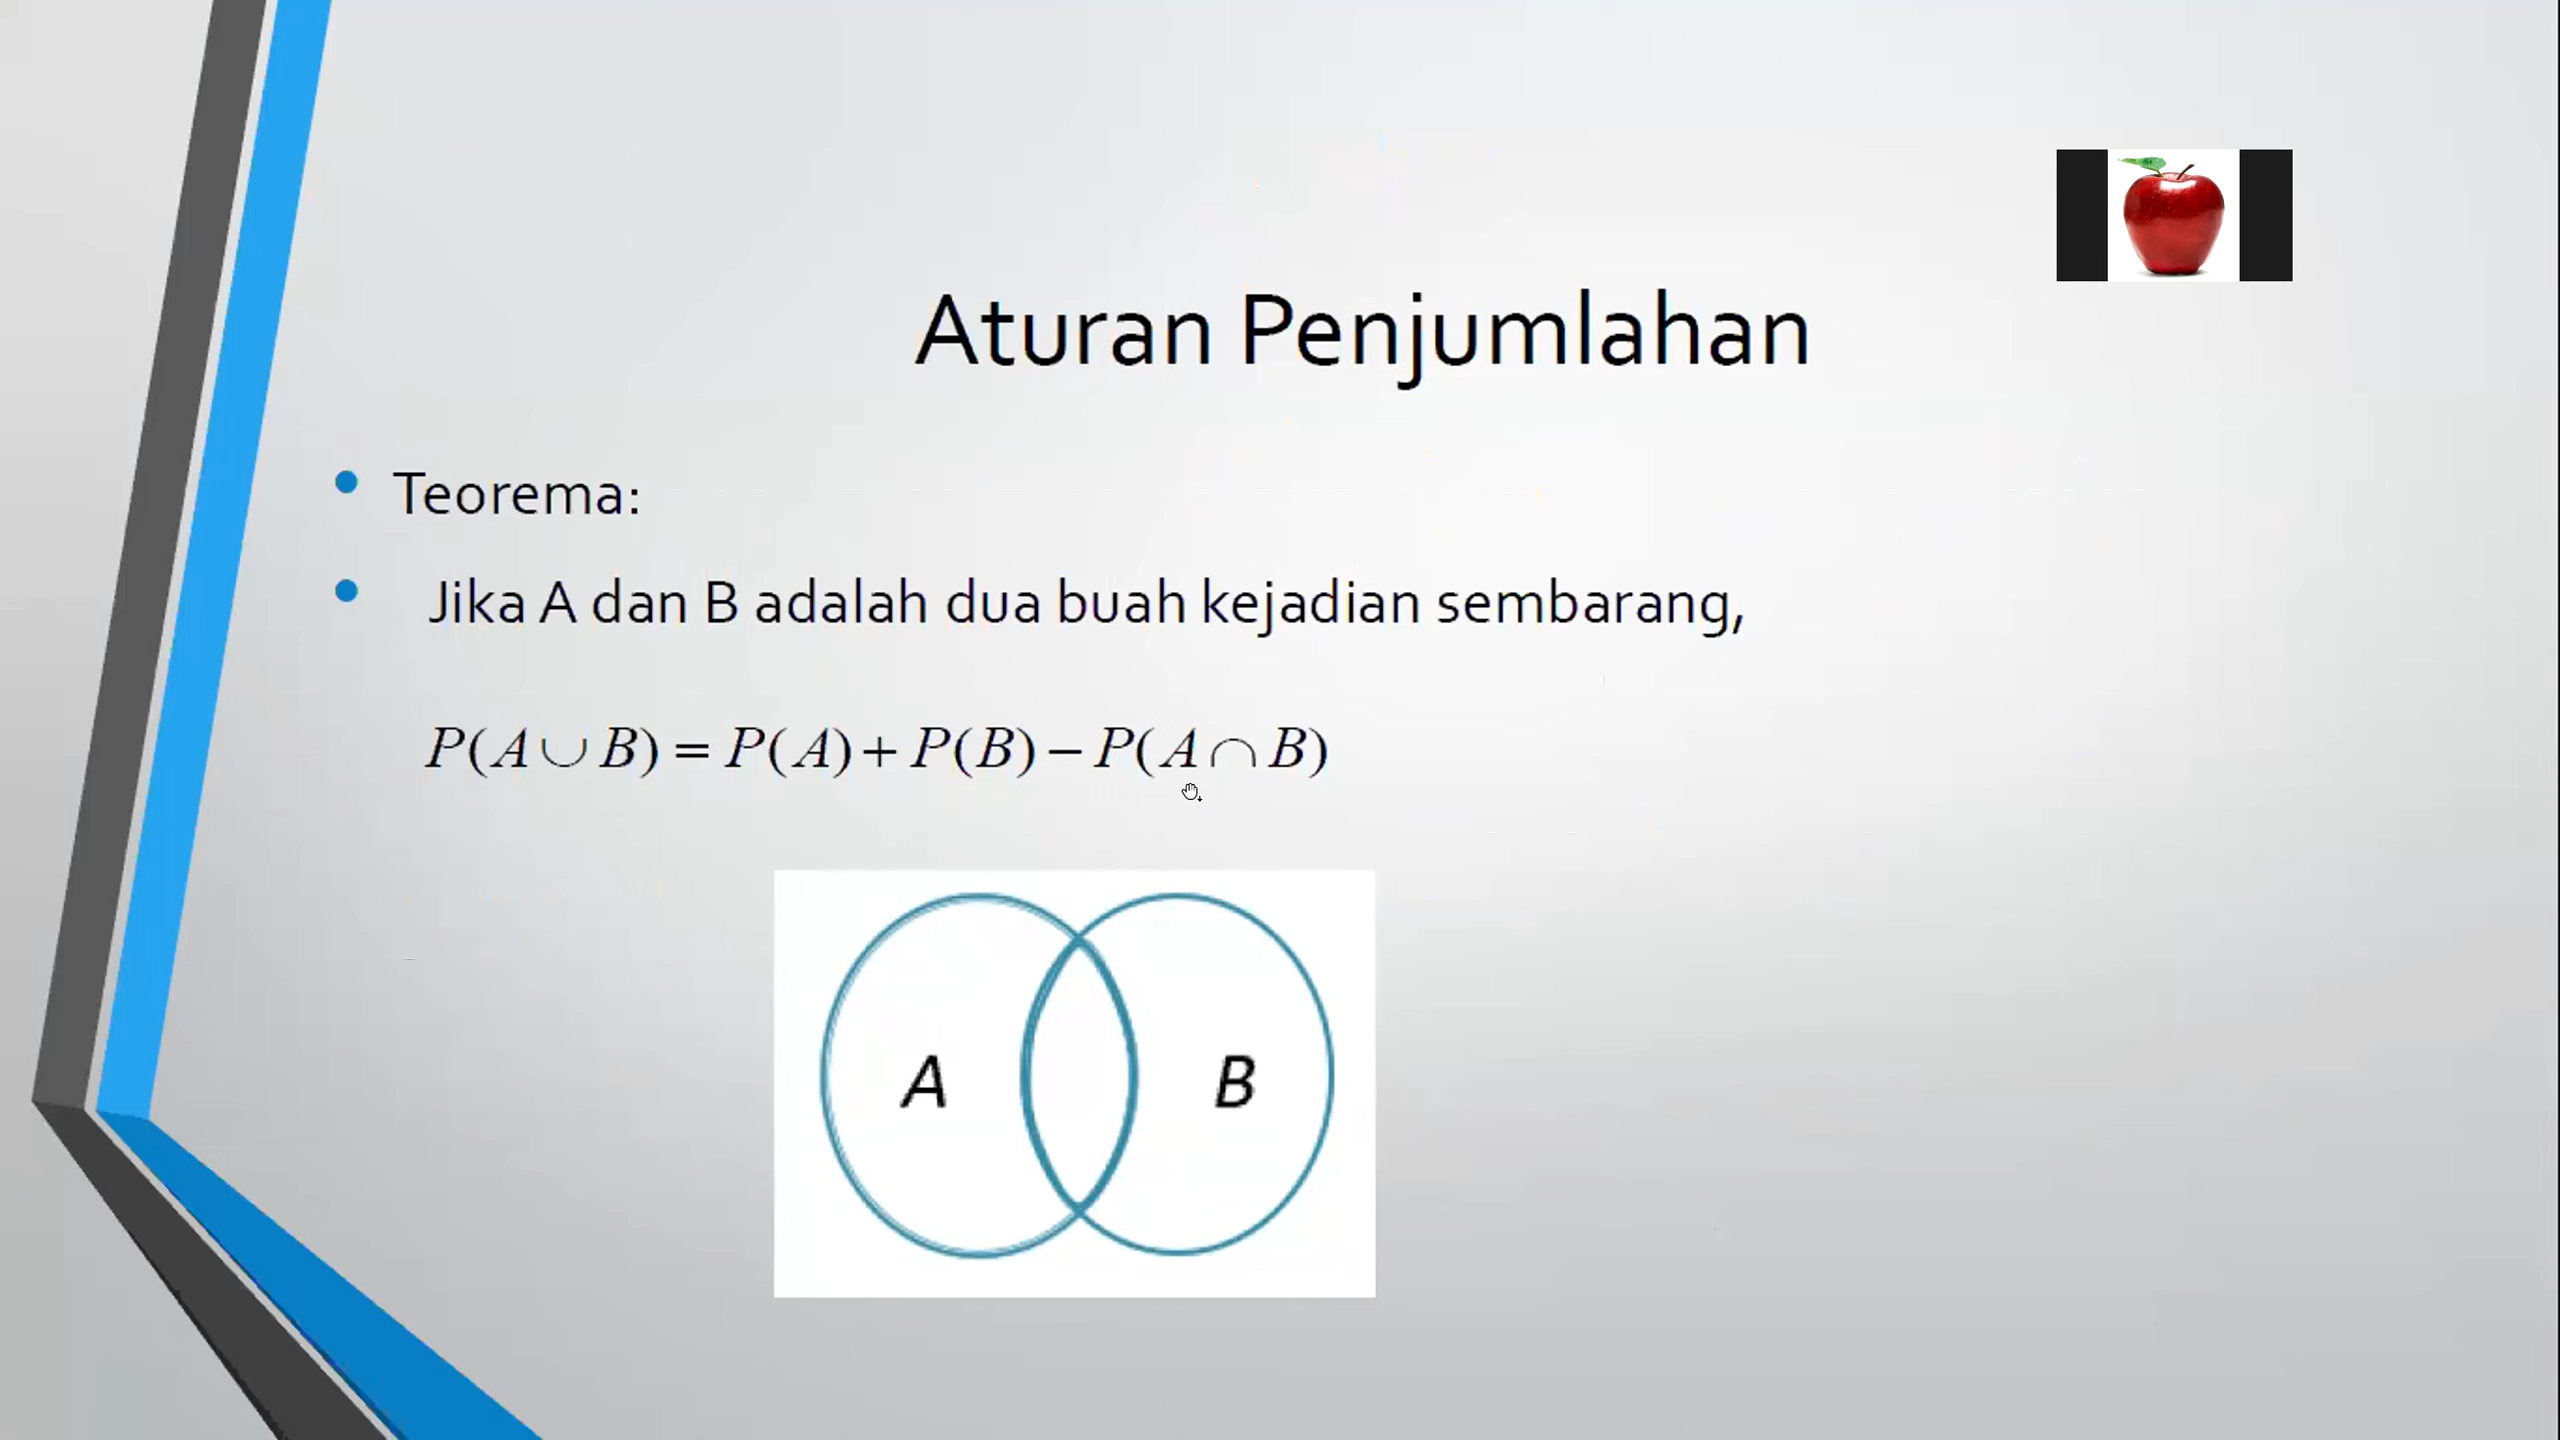 Aturan Penjumlahan
Teorema:
Jika A dan B adalah dua buah kejadian sembarang,
P(A∪B)=P(A)+P(B)−P(A∩B)
A
B